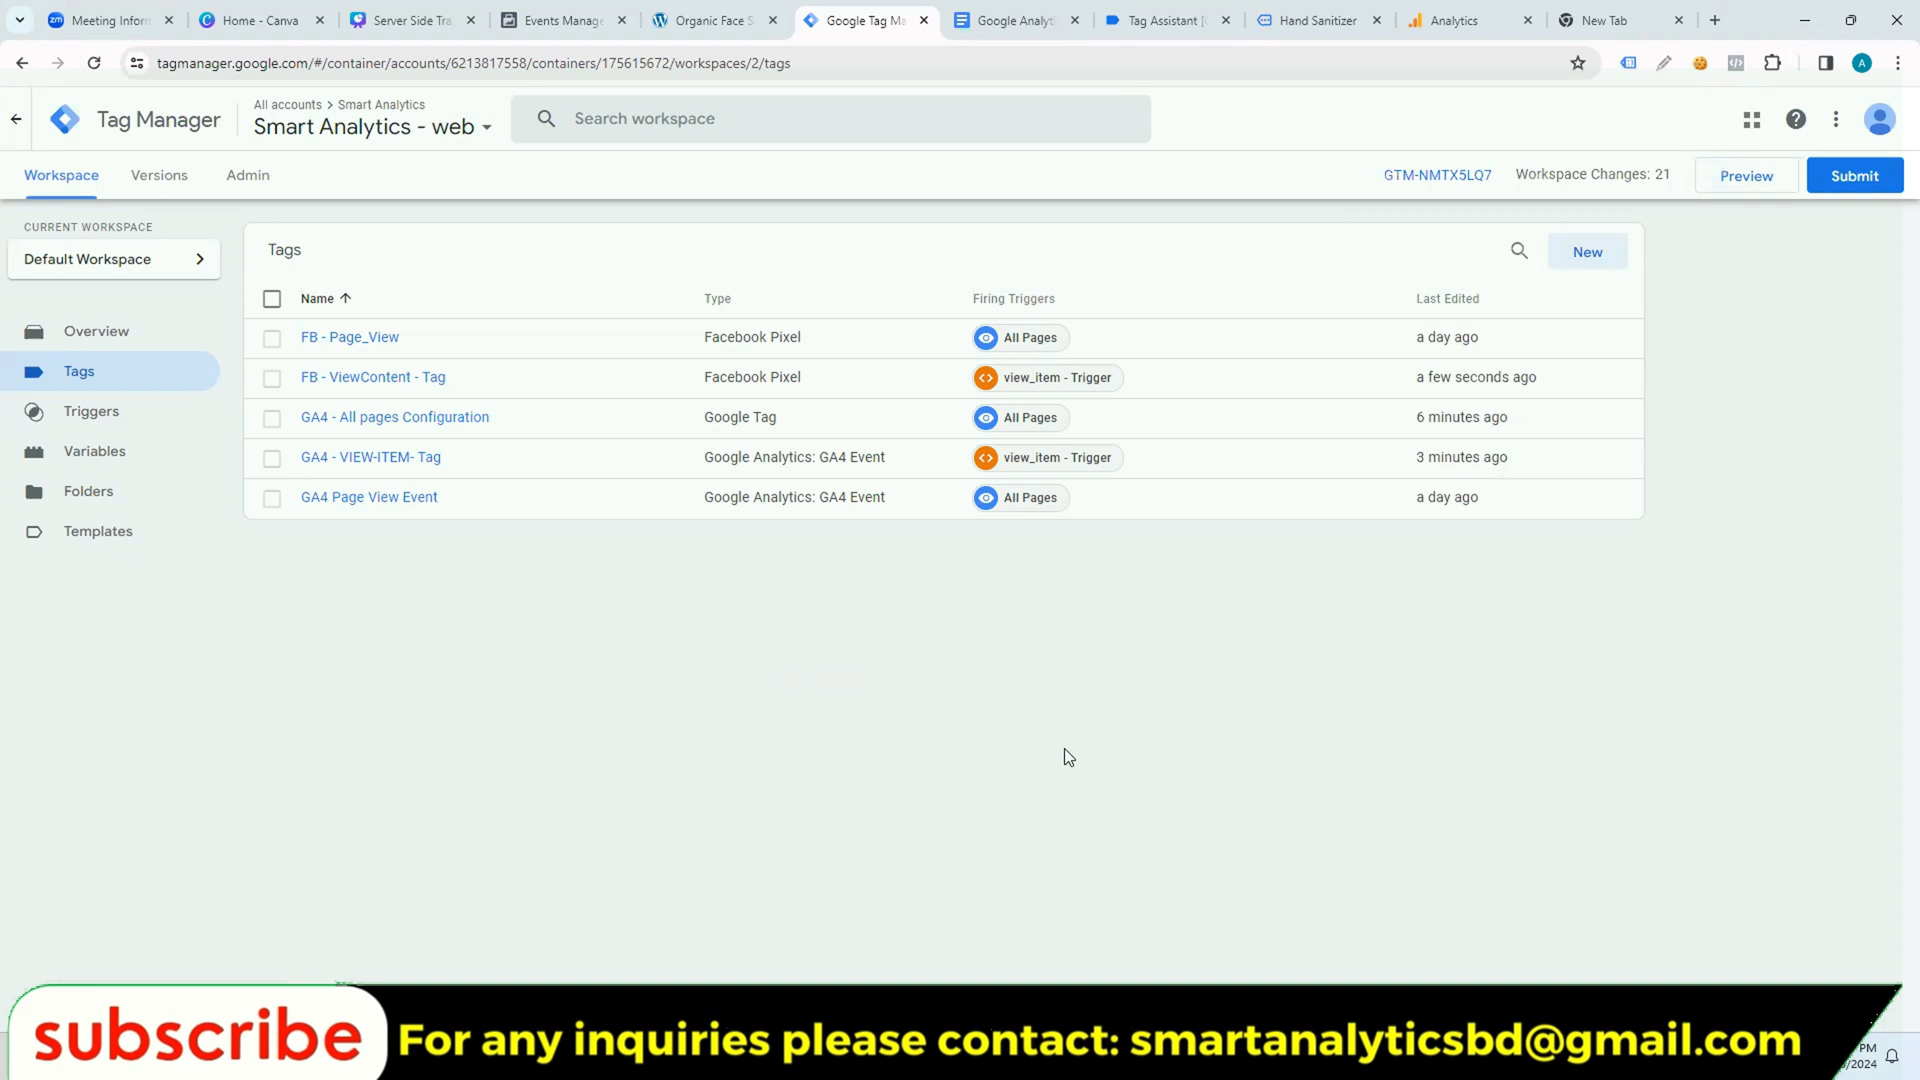 Meeting Inforn
Home - Canva
Server Side Tra
Events Manage
Organic Face S
Google Tag Ma
Google Analyt
Tag Assistant [
Hand Sanitizer
Analytics
New Tab
tagmanager.google.com/#/container/accounts/6213817558/containers/175615672/workspaces/2/tags
A
Tag Manager
All accounts > Smart Analytics
Smart Analytics - web
Search workspace
Workspace
Versions
Admin
GTM-NMTX5LQ7
Workspace Changes: 21
Preview
Submit
CURRENT WORKSPACE
Default Workspace
Overview
Tags
Triggers
Variables
Folders
Templates
Tags
New
Name
Type
Firing Triggers
Last Edited
FB - Page_View
Facebook Pixel
All Pages
a day ago
FB - ViewContent - Tag
Facebook Pixel
view_item - Trigger
a few seconds ago
GA4 - All pages Configuration
Google Tag
All Pages
6 minutes ago
GA4 - VIEW-ITEM- Tag
Google Analytics: GA4 Event
view_item - Trigger
3 minutes ago
GA4 Page View Event
Google Analytics: GA4 Event
All Pages
a day ago
subscribe
For any inquiries please contact: smartanalyticsbd@gmail.com
PM
/2024